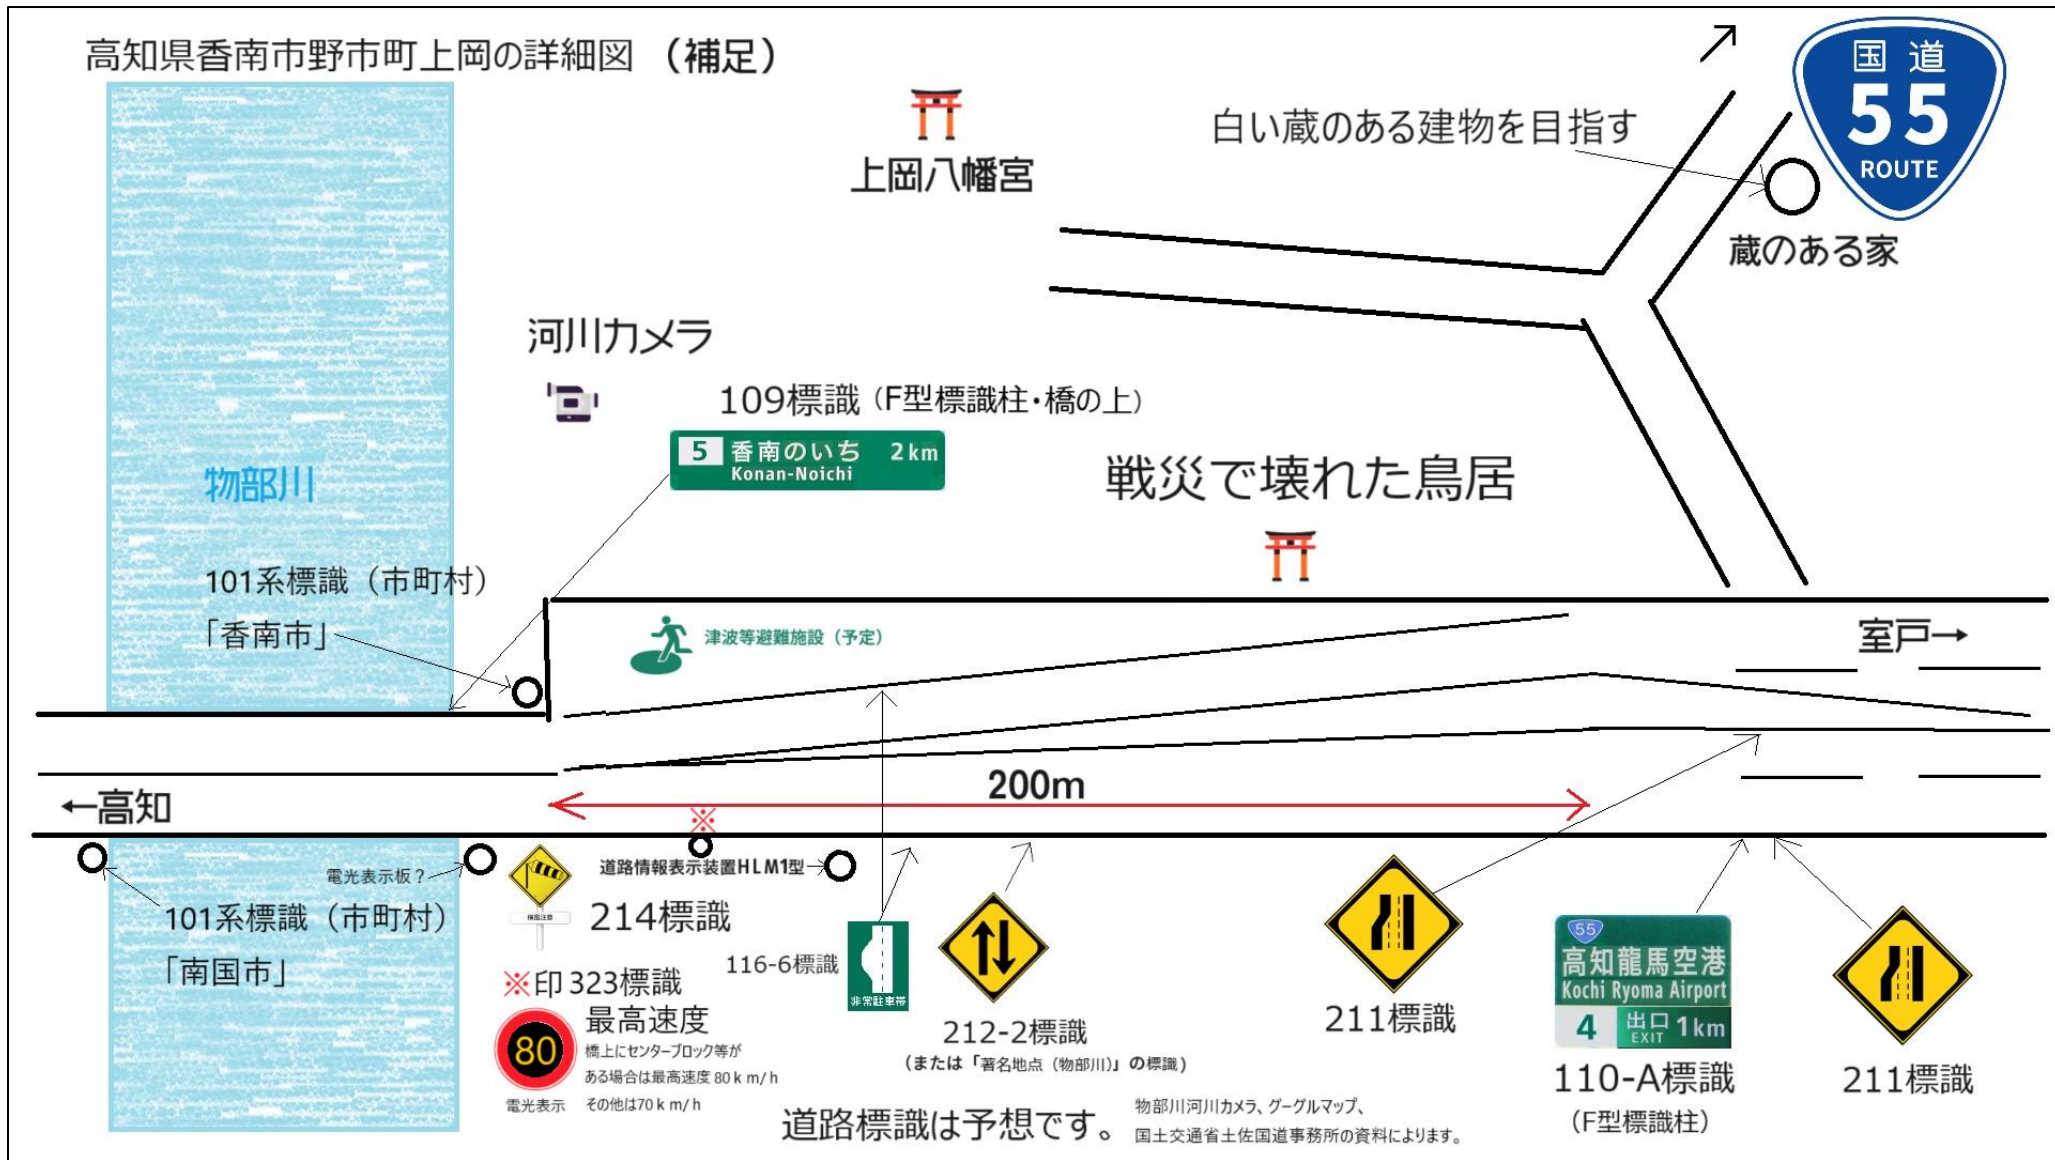 高知県香南市野市町上岡の詳細図 （補足）
国道
55
ROUTE
白い蔵のある建物を目指す
上岡八幡宮
蔵のある家
河川カメラ
109標識（F型標識柱・橋の上）
5 香南のいち 2km
Konan-Noichi
戦災で壊れた鳥居
物部川
101系標識（市町村）
「香南市」
津波等避難施設（予定）
室戸→
200m
←高知
※
電光表示板？
道路情報表示装置HLM1型
101系標識（市町村）
「南国市」
横風注意
214標識
116-6標識
非常駐車帯
※印323標識
最高速度
80
橋上にセンターブロック等が
ある場合は最高速度80ｋｍ/ｈ
その他は70ｋｍ/ｈ
電光表示
212-2標識
（または「著名地点（物部川）」の標識）
211標識
55
高知龍馬空港
Kochi Ryoma Airport
4 出口 1km
EXIT
110-A標識
（F型標識柱）
211標識
道路標識は予想です。
物部川河川カメラ、グーグルマップ、
国土交通省土佐国道事務所の資料によります。